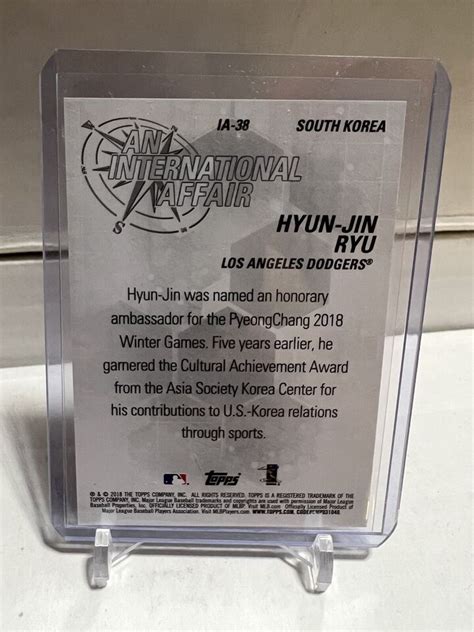 IA-38 SOUTH KOREA
AN
INTERNATIONAL
AFFAIR
S
HYUN-JIN
RYU
LOS ANGELES DODGERS®
Hyun-Jin was named an honorary
ambassador for the PyeongChang 2018
Winter Games. Five years earlier, he
garnered the Cultural Achievement Award
from the Asia Society Korea Center for
his contributions to U.S.-Korea relations
through sports.
Topps
® & © 2018 THE TOPPS COMPANY, INC. ALL RIGHTS RESERVED. TOPPS IS A REGISTERED TRADEMARK OF THE
TOPPS COMPANY, INC. Major League Baseball trademarks and copyrights are used with permission of Major League
Baseball Properties, Inc. OFFICIALLY LICENSED PRODUCT OF MLBP. Visit MLB.com Officially Licensed Product of
Major League Baseball Players Association. Visit MLBPlayers.com. WWW.TOPPS.COM.